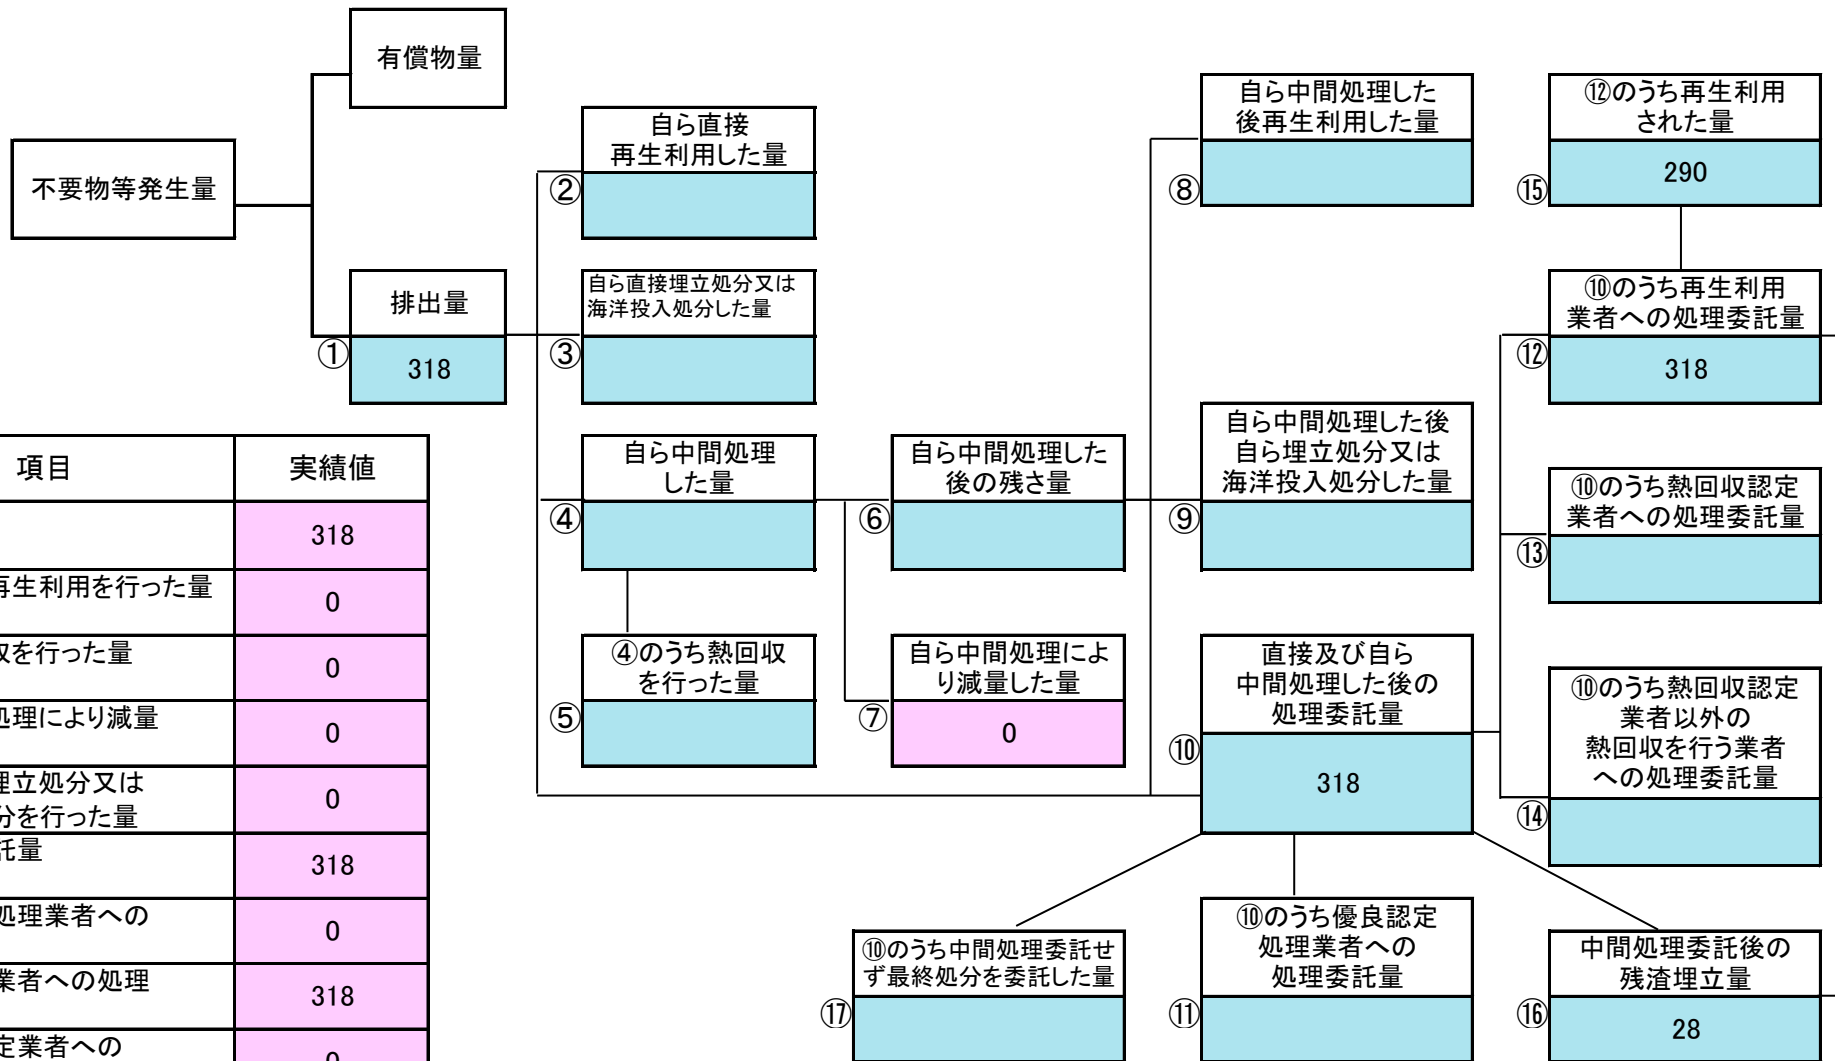 有償物量
不要物等発生量
排出量
①
318
自ら直接
再生利用した量
②
自ら直接埋立処分又は
海洋投入処分した量
③
自ら中間処理
した量
④
④のうち熱回収
を行った量
⑤
自ら中間処理した
後の残さ量
⑥
自ら中間処理によ
り減量した量
⑦
0
自ら中間処理した
後再生利用した量
⑧
自ら中間処理した後
自ら埋立処分又は
海洋投入処分した量
⑨
直接及び自ら
中間処理した後の
処理委託量
⑩
318
⑫のうち再生利用
された量
⑮
290
⑩のうち再生利用
業者への処理委託量
⑫
318
⑩のうち熱回収認定
業者への処理委託量
⑬
⑩のうち熱回収認定
業者以外の
熱回収を行う業者
への処理委託量
⑭
⑩のうち中間処理委託せ
ず最終処分を委託した量
⑰
⑩のうち優良認定
処理業者への
処理委託量
⑪
中間処理委託後の
残渣埋立量
⑯
28
項目 実績値
318
再生利用を行った量 0
を行った量 0
処理により減量 0
埋立処分又は
分を行った量 0
託量 318
処理業者への 0
業者への処理 318
定業者への 0